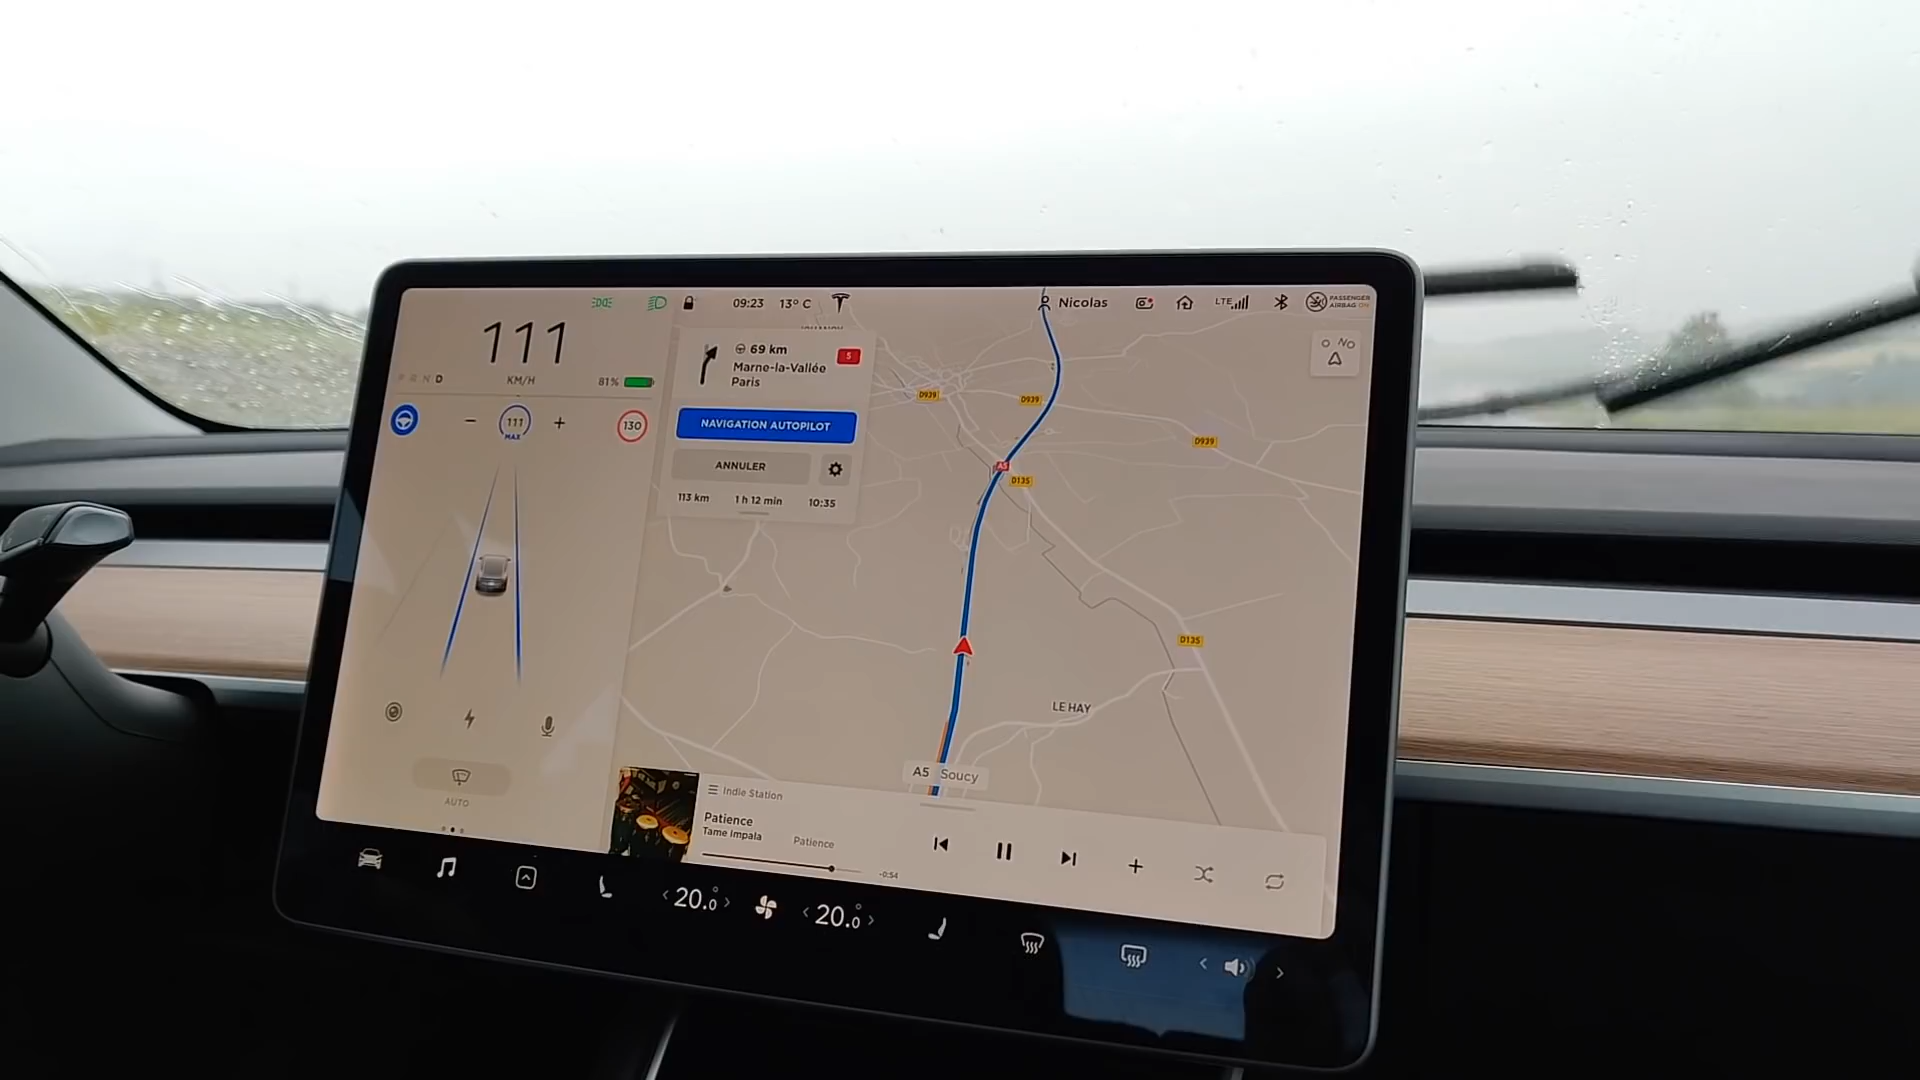 09:23
13° C
Nicolas
LTE
PASSENGER
AIRBAG ON
111
KM/H
P R N D
81%
111
MAX
130
AUTO
69 km
5
Marne-la-Vallée
Paris
NAVIGATION AUTOPILOT
ANNULER
113 km
1 h 12 min
10:35
D939
D939
D939
A5
D135
D135
LE HAY
A5 Soucy
Indie Station
Patience
Tame Impala
Patience
-0:54
20.0°
20.0°